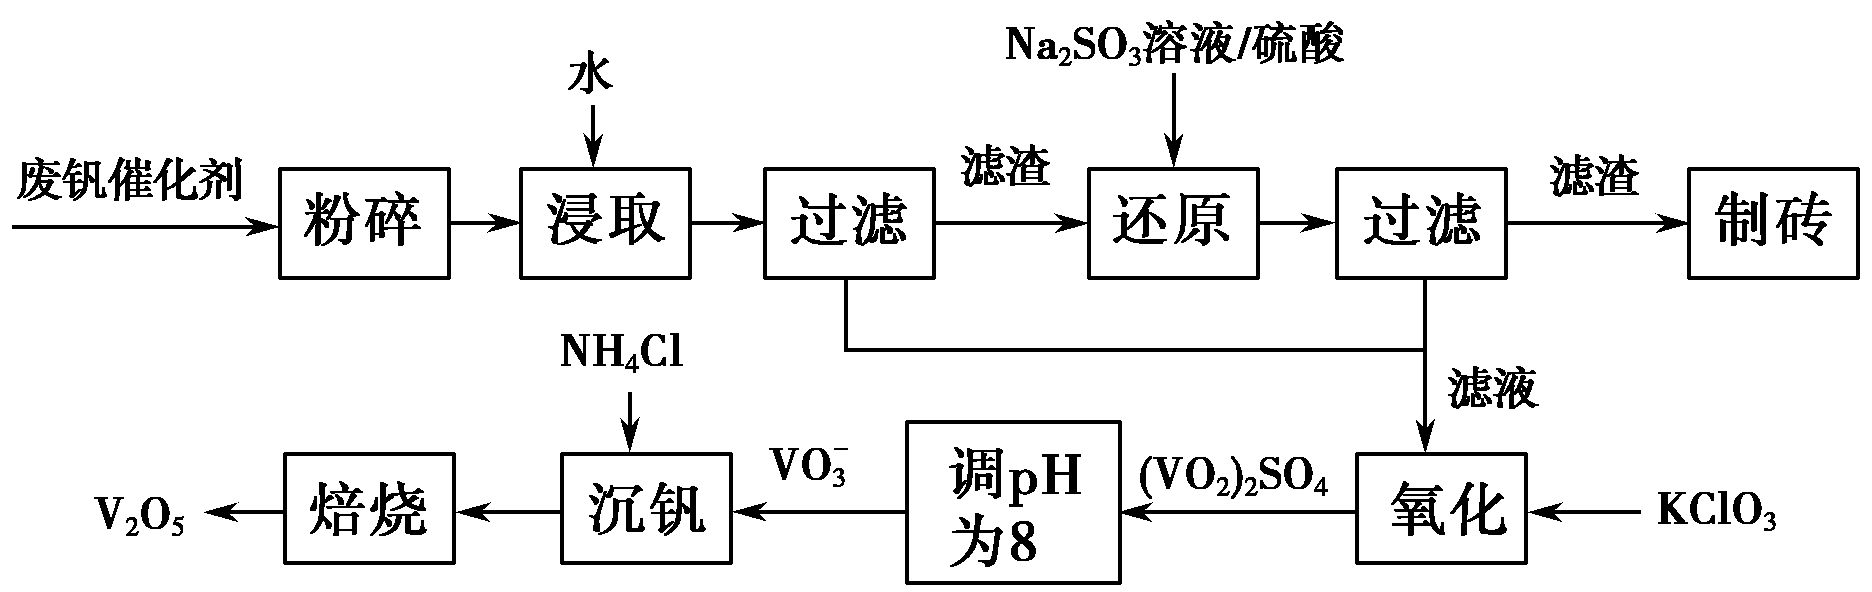 Na₂SO₃溶液/硫酸
水
废钒催化剂
粉碎
浸取
过滤
滤渣
还原
过滤
滤渣
制砖
NH₄Cl
滤液
V₂O₅
焙烧
沉钒
VO₃⁻
调pH
为8
(VO₂)₂SO₄
氧化
KClO₃